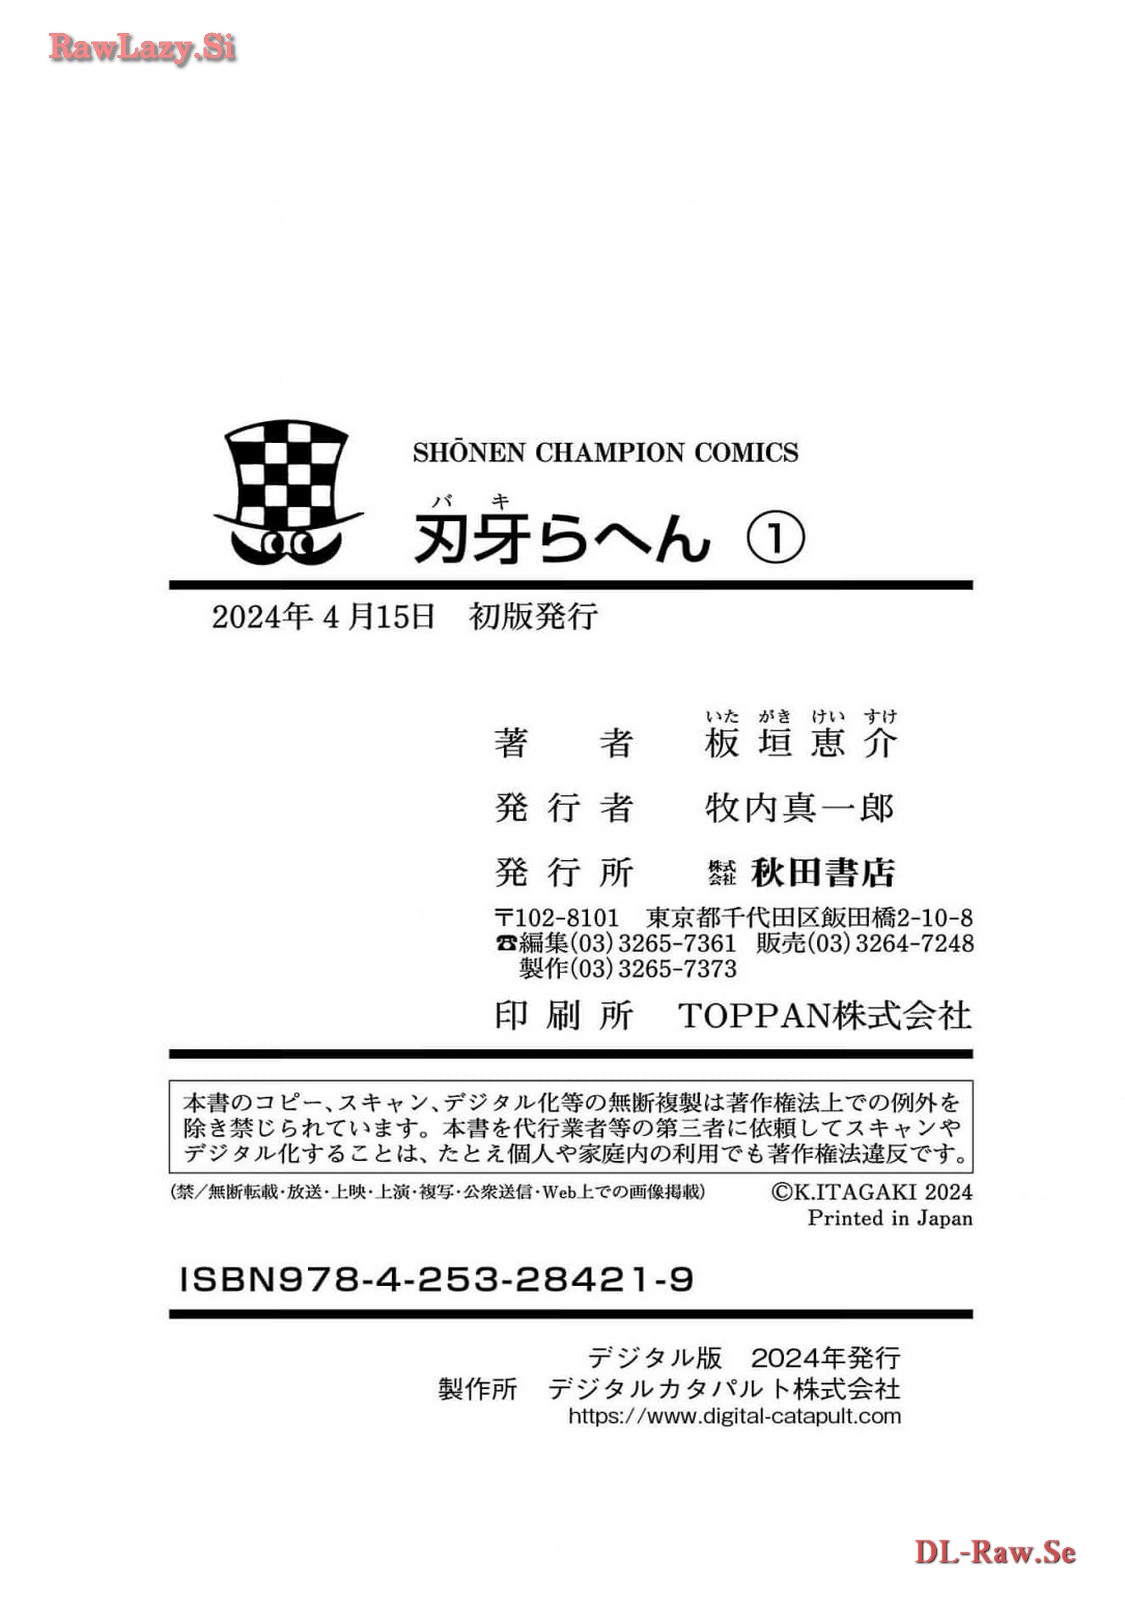 RawLazy.Si
SHŌNEN CHAMPION COMICS
バキ
刃牙らへん ①
2024年4月15日　初版発行
いた がき けい すけ
著者　板垣恵介
発行者　牧内真一郎
発行所　株式会社 秋田書店
〒102-8101　東京都千代田区飯田橋2-10-8
☎編集(03)3265-7361　販売(03)3264-7248
製作(03)3265-7373
印刷所　TOPPAN株式会社
本書のコピー、スキャン、デジタル化等の無断複製は著作権法上での例外を
除き禁じられています。本書を代行業者等の第三者に依頼してスキャンや
デジタル化することは、たとえ個人や家庭内の利用でも著作権法違反です。
(禁／無断転載・放送・上映・上演・複写・公衆送信・Web上での画像掲載)　©K.ITAGAKI 2024
Printed in Japan
ISBN978-4-253-28421-9
デジタル版　2024年発行
製作所　デジタルカタパルト株式会社
https://www.digital-catapult.com
DL-Raw.Se